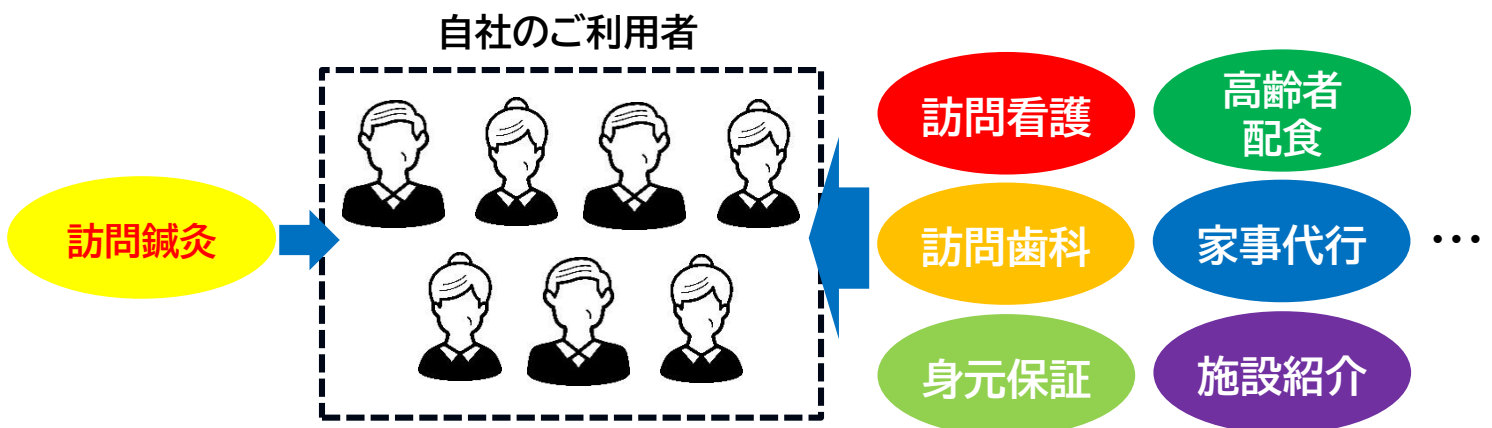 自社のご利用者
訪問鍼灸
訪問看護
高齢者
配食
訪問歯科
家事代行
…
身元保証
施設紹介